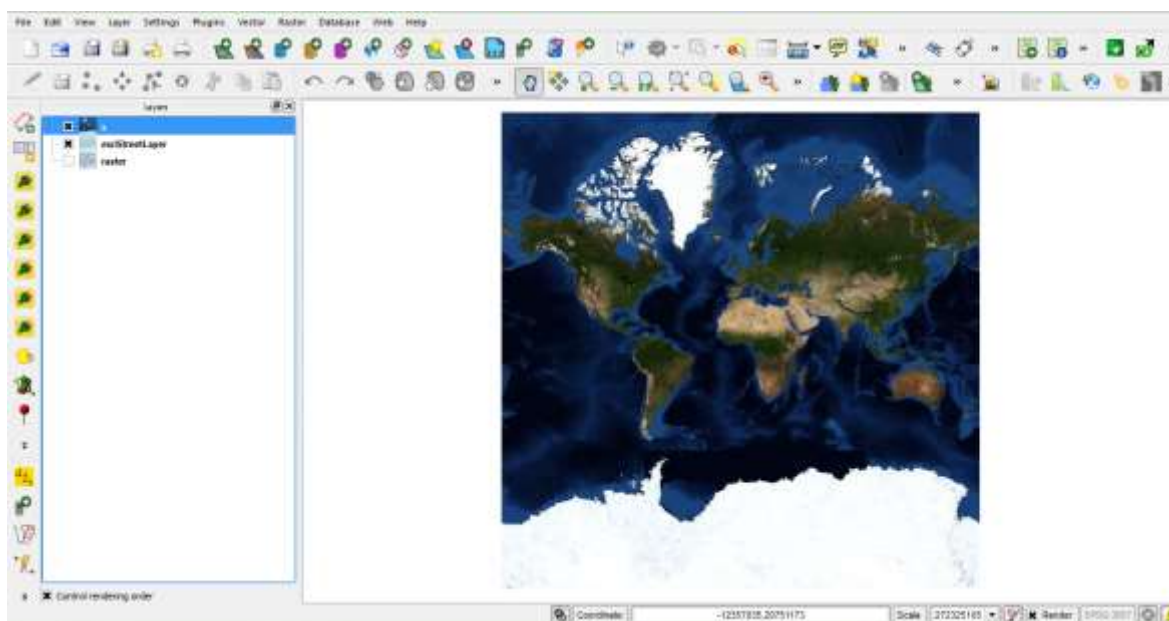 File Edit View Layer Settings Plugins Vector Raster Database Web Help
Layers
esriStreetLayer
raster
Control rendering order
Coordinate:
Scale
Render